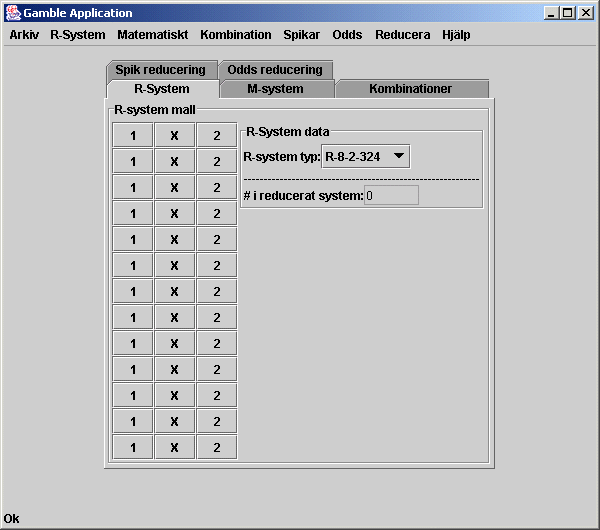 Gamble Application
Arkiv R-System Matematiskt Kombination Spikar Odds Reducera Hjälp
Spik reducering Odds reducering
R-System M-system Kombinationer
R-system mall
R-System data
R-system typ: R-8-2-324
# i reducerat system: 0
1 X 2
1 X 2
1 X 2
1 X 2
1 X 2
1 X 2
1 X 2
1 X 2
1 X 2
1 X 2
1 X 2
1 X 2
1 X 2
Ok